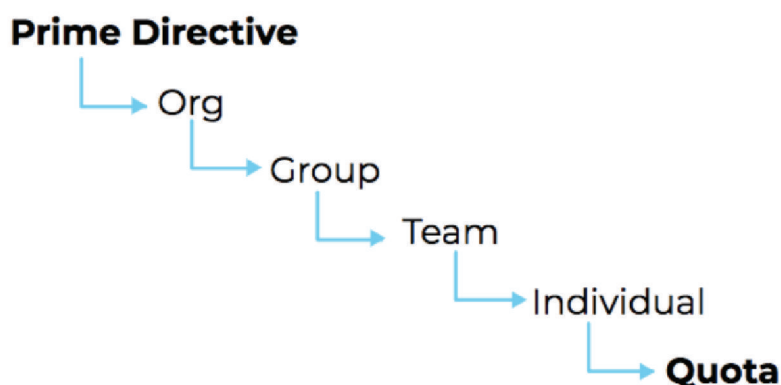 Prime Directive
Org
Group
Team
Individual
Quota